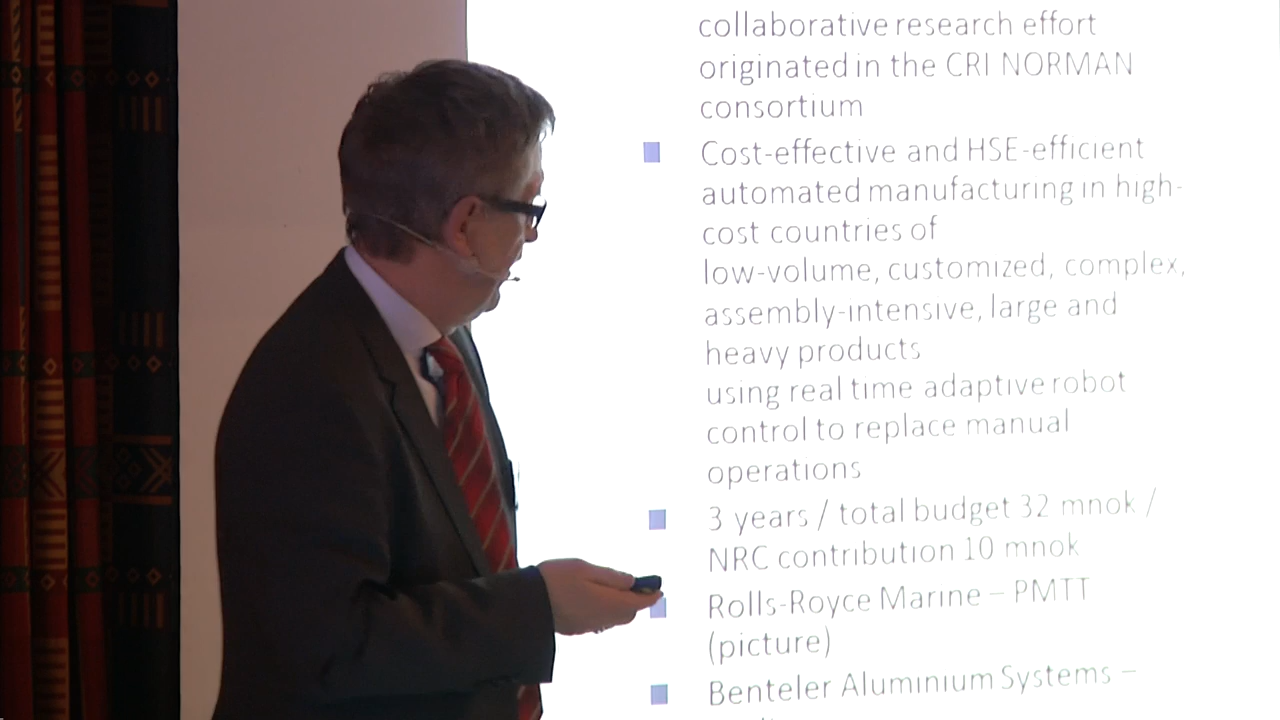 collaborative research effort
originated in the CRI NORMAN
consortium
Cost-effective and HSE-efficient
automated manufacturing in high-
cost countries of
low-volume, customized, complex,
assembly-intensive, large and
heavy products
using real time adaptive robot
control to replace manual
operations
3 years / total budget 32 mnok /
NRC contribution 10 mnok
Rolls-Royce Marine – PMTT
(picture)
Benteler Aluminium Systems –